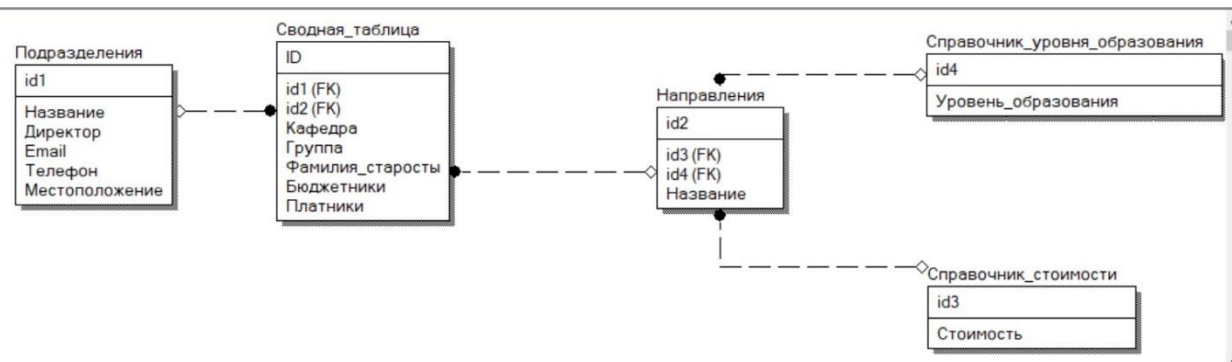 Подразделения
id1
Название
Директор
Email
Телефон
Местоположение
Сводная_таблица
ID
id1 (FK)
id2 (FK)
Кафедра
Группа
Фамилия_старосты
Бюджетники
Платники
Направления
id2
id3 (FK)
id4 (FK)
Название
Справочник_уровня_образования
id4
Уровень_образования
Справочник_стоимости
id3
Стоимость